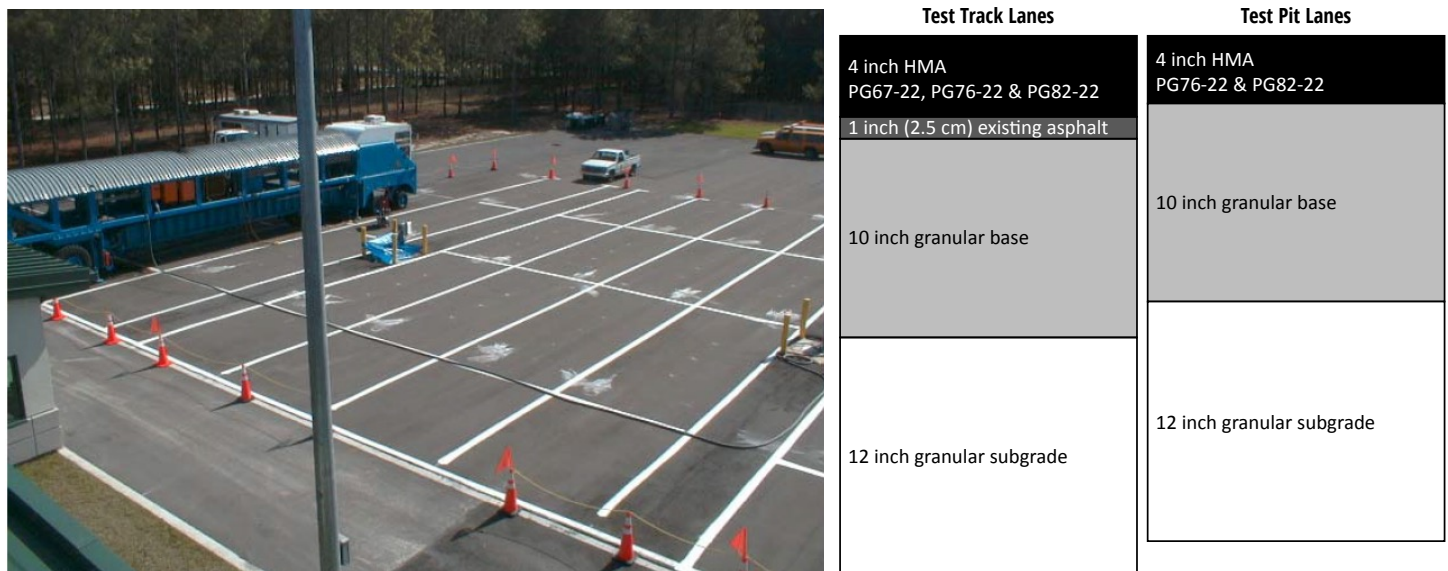 Test Track Lanes
4 inch HMA
PG67-22, PG76-22 & PG82-22
1 inch (2.5 cm) existing asphalt
10 inch granular base
12 inch granular subgrade
Test Pit Lanes
4 inch HMA
PG76-22 & PG82-22
10 inch granular base
12 inch granular subgrade